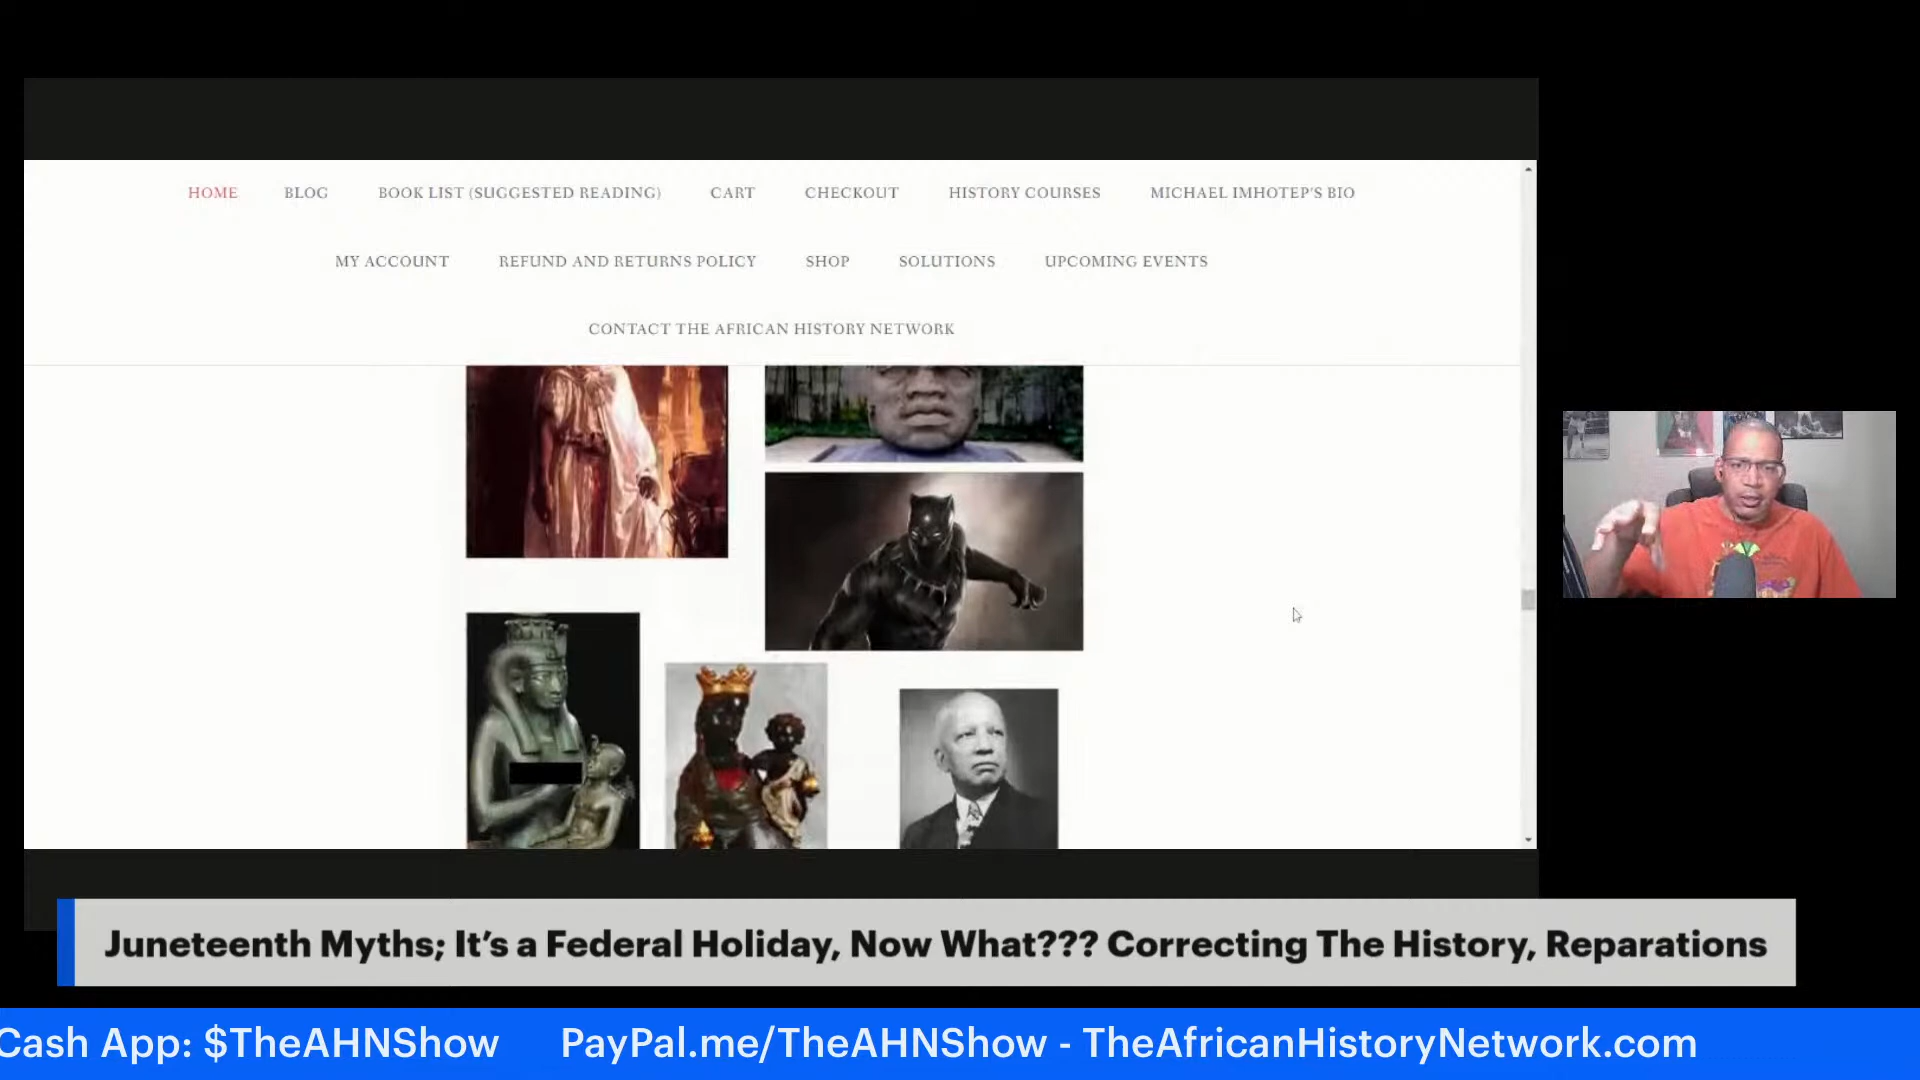 HOME BLOG BOOK LIST (SUGGESTED READING) CART CHECKOUT HISTORY COURSES MICHAEL IMHOTEP'S BIO
MY ACCOUNT REFUND AND RETURNS POLICY SHOP SOLUTIONS UPCOMING EVENTS
CONTACT THE AFRICAN HISTORY NETWORK
Juneteenth Myths; It's a Federal Holiday, Now What??? Correcting The History, Reparations
Cash App: $TheAHNShow PayPal.me/TheAHNShow - TheAfricanHistoryNetwork.com